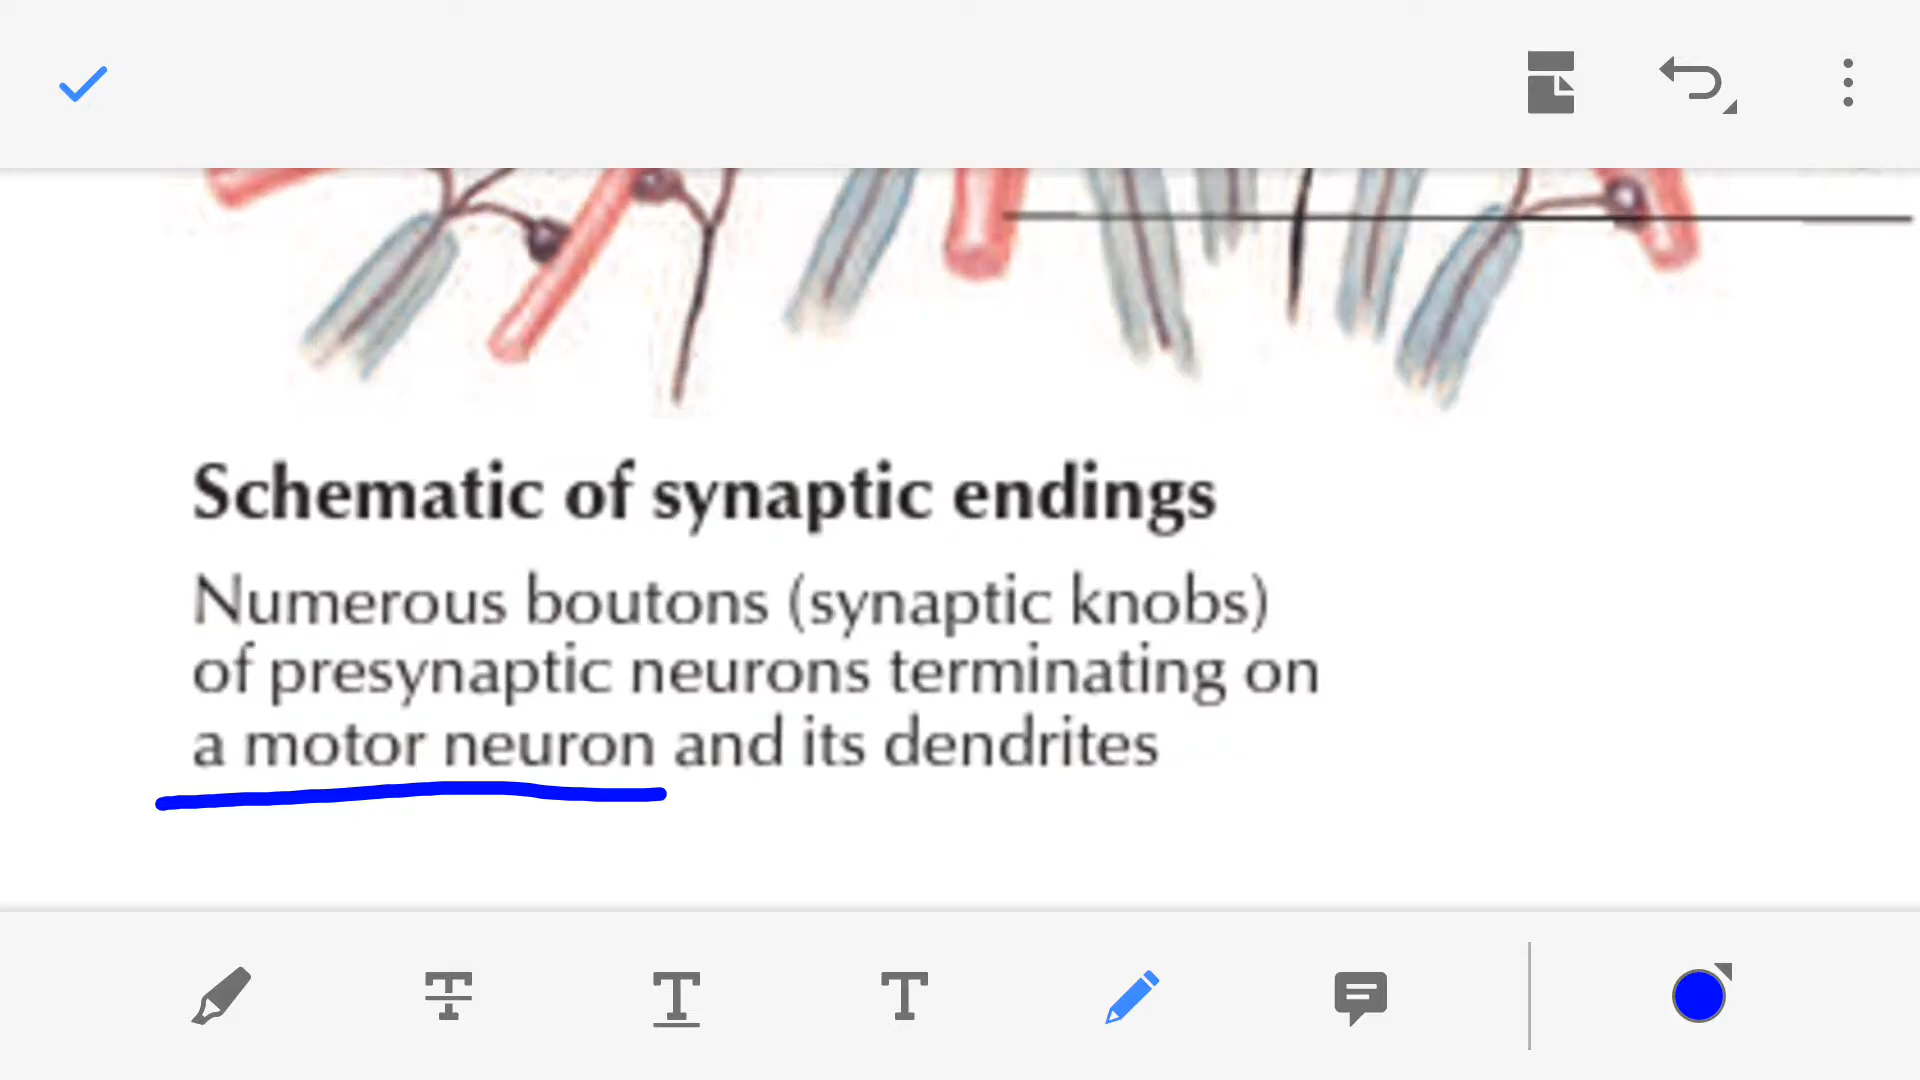 Schematic of synaptic endings
Numerous boutons (synaptic knobs)
of presynaptic neurons terminating on
a motor neuron and its dendrites